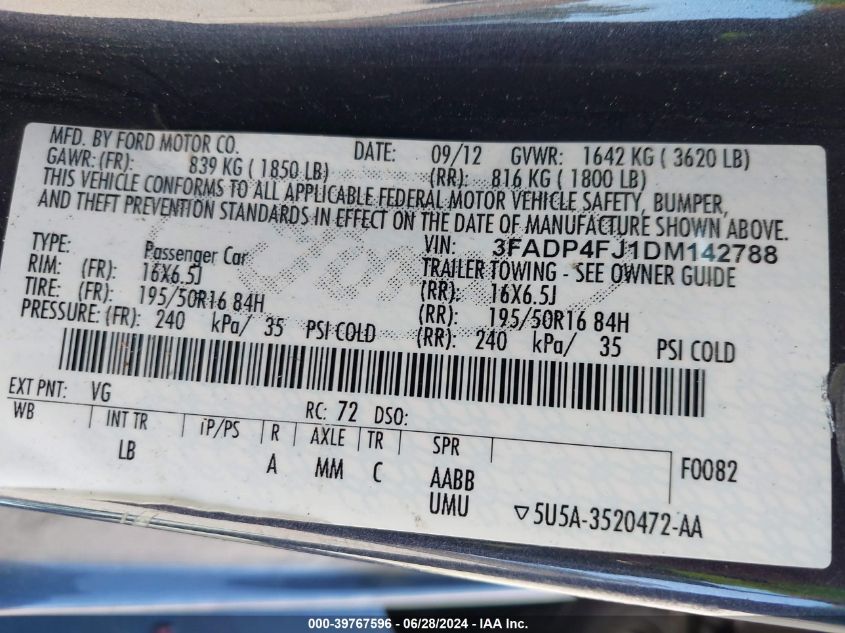 MFD. BY FORD MOTOR CO. DATE: 09/12 GVWR: 1642 KG ( 3620 LB)
GAWR:(FR): 839 KG ( 1850 LB) (RR): 816 KG ( 1800 LB)
THIS VEHICLE CONFORMS TO ALL APPLICABLE FEDERAL MOTOR VEHICLE SAFETY, BUMPER,
AND THEFT PREVENTION STANDARDS IN EFFECT ON THE DATE OF MANUFACTURE SHOWN ABOVE.
VIN: 3FADP4FJ1DM142788
TYPE: Passenger Car TRAILER TOWING - SEE OWNER GUIDE
RIM: (FR): 16X6.5J (RR): 16X6.5J
TIRE: (FR): 195/50R16 84H (RR): 195/50R16 84H
PRESSURE: (FR): 240 kPa/ 35 PSI COLD (RR): 240 kPa/ 35 PSI COLD
EXT PNT: VG RC: 72 DSO:
WB INT TR TP/PS R AXLE TR SPR F0082
LB A MM C AABB
UMU ▽5U5A-3520472-AA
000-39767596 - 06/28/2024 - IAA, Inc.